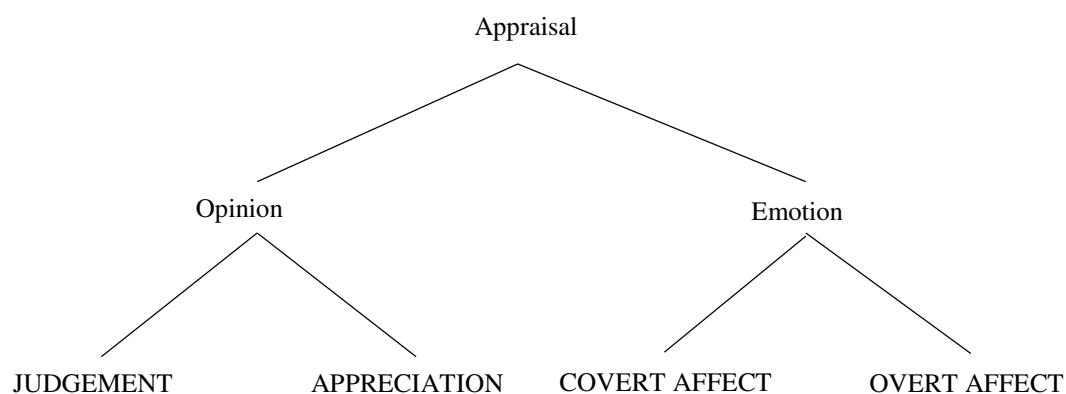 Appraisal
Opinion
Emotion
JUDGEMENT
APPRECIATION
COVERT AFFECT
OVERT AFFECT